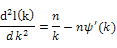 d²l(k)/dk² = n/k − nψ′(k)